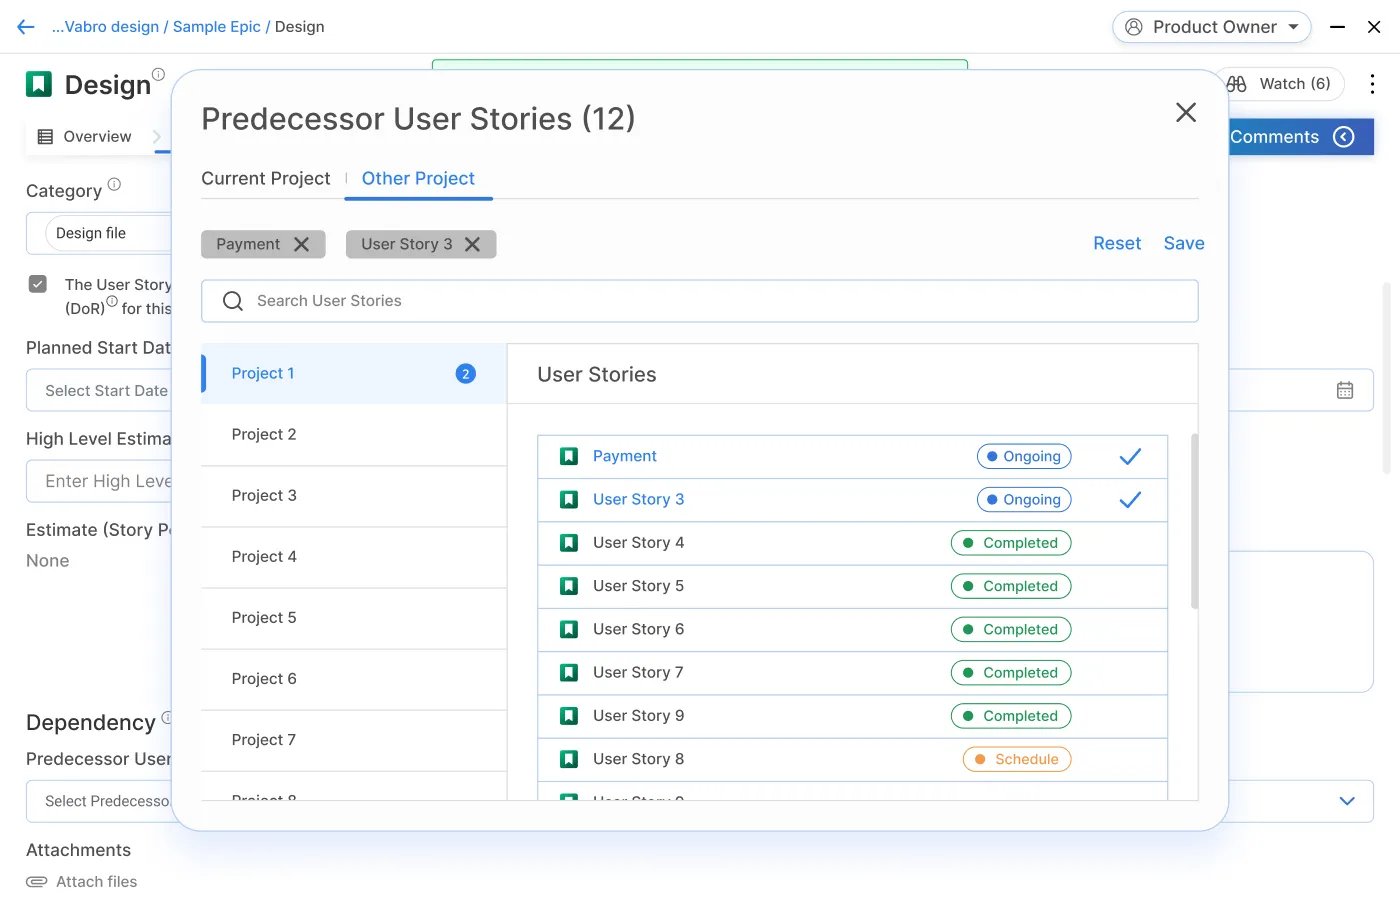 ...Vabro design / Sample Epic / Design
Product Owner
Design
Watch (6)
Overview
Comments
Category
Design file
The User Story
(DoR) for this
Planned Start Dat
Select Start Date
High Level Estima
Enter High Leve
Estimate (Story Po
None
Dependency
Predecessor User
Select Predecesso
Attachments
Attach files
Predecessor User Stories (12)
Current Project
Other Project
Payment
User Story 3
Reset
Save
Search User Stories
Project 1
2
Project 2
Project 3
Project 4
Project 5
Project 6
Project 7
Project 8
User Stories
Payment Ongoing
User Story 3 Ongoing
User Story 4 Completed
User Story 5 Completed
User Story 6 Completed
User Story 7 Completed
User Story 9 Completed
User Story 8 Schedule